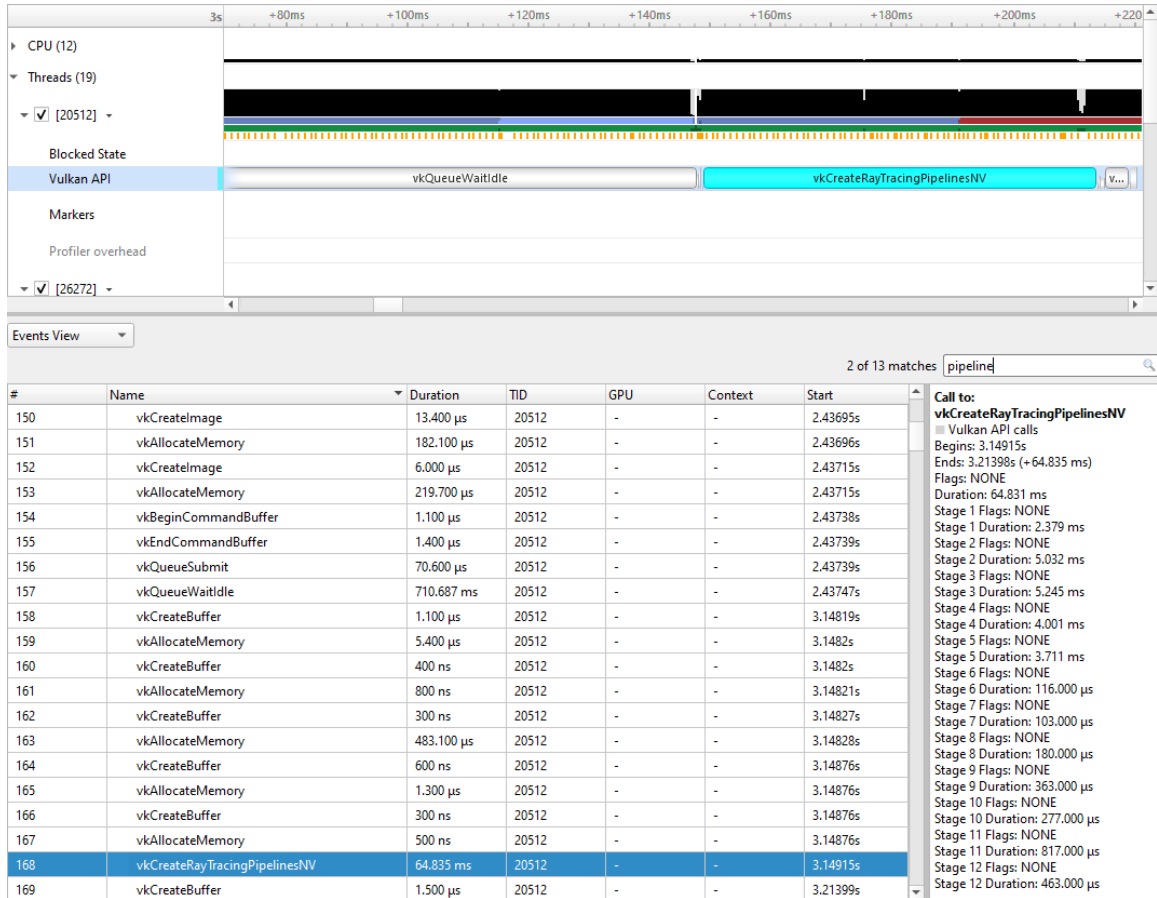 3s +80ms +100ms +120ms +140ms +160ms +180ms +200ms +220
CPU (12)
Threads (19)
[20512]
Blocked State
Vulkan API vkQueueWaitIdle vkCreateRayTracingPipelinesNV v...
Markers
Profiler overhead
[26272]
Events View
2 of 13 matches pipeline
# Name Duration TID GPU Context Start
150 vkCreateImage 13.400 µs 20512 - - 2.43695s
151 vkAllocateMemory 182.100 µs 20512 - - 2.43696s
152 vkCreateImage 6.000 µs 20512 - - 2.43715s
153 vkAllocateMemory 219.700 µs 20512 - - 2.43715s
154 vkBeginCommandBuffer 1.100 µs 20512 - - 2.43738s
155 vkEndCommandBuffer 1.400 µs 20512 - - 2.43739s
156 vkQueueSubmit 70.600 µs 20512 - - 2.43739s
157 vkQueueWaitIdle 710.687 ms 20512 - - 2.43747s
158 vkCreateBuffer 1.100 µs 20512 - - 3.14819s
159 vkAllocateMemory 5.400 µs 20512 - - 3.1482s
160 vkCreateBuffer 400 ns 20512 - - 3.1482s
161 vkAllocateMemory 800 ns 20512 - - 3.14821s
162 vkCreateBuffer 300 ns 20512 - - 3.14827s
163 vkAllocateMemory 483.100 µs 20512 - - 3.14828s
164 vkCreateBuffer 600 ns 20512 - - 3.14876s
165 vkAllocateMemory 1.300 µs 20512 - - 3.14876s
166 vkCreateBuffer 300 ns 20512 - - 3.14876s
167 vkAllocateMemory 500 ns 20512 - - 3.14876s
168 vkCreateRayTracingPipelinesNV 64.835 ms 20512 - - 3.14915s
169 vkCreateBuffer 1.500 µs 20512 - - 3.21399s
Call to:
vkCreateRayTracingPipelinesNV
Vulkan API calls
Begins: 3.14915s
Ends: 3.21398s (+64.835 ms)
Flags: NONE
Duration: 64.831 ms
Stage 1 Flags: NONE
Stage 1 Duration: 2.379 ms
Stage 2 Flags: NONE
Stage 2 Duration: 5.032 ms
Stage 3 Flags: NONE
Stage 3 Duration: 5.245 ms
Stage 4 Flags: NONE
Stage 4 Duration: 4.001 ms
Stage 5 Flags: NONE
Stage 5 Duration: 3.711 ms
Stage 6 Flags: NONE
Stage 6 Duration: 116.000 µs
Stage 7 Flags: NONE
Stage 7 Duration: 103.000 µs
Stage 8 Flags: NONE
Stage 8 Duration: 180.000 µs
Stage 9 Flags: NONE
Stage 9 Duration: 363.000 µs
Stage 10 Flags: NONE
Stage 10 Duration: 277.000 µs
Stage 11 Flags: NONE
Stage 11 Duration: 817.000 µs
Stage 12 Flags: NONE
Stage 12 Duration: 463.000 µs